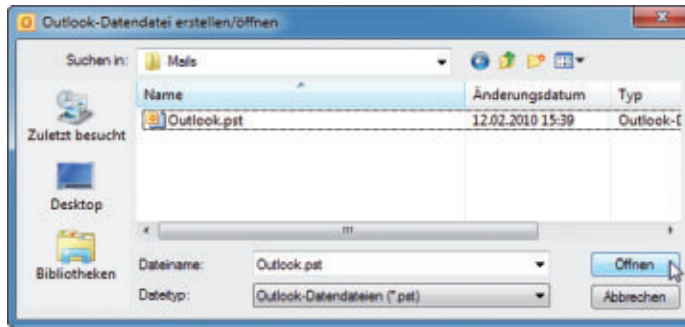 Outlook-Datendatei erstellen/öffnen
Suchen in: Mails
Name Änderungsdatum Typ
Outlook.pst 12.02.2010 15:39 Outlook-D
Zuletzt besucht
Desktop
Bibliotheken
Dateiname: Outlook.pst Öffnen
Dateityp: Outlook-Datendateien (*.pst) Abbrechen